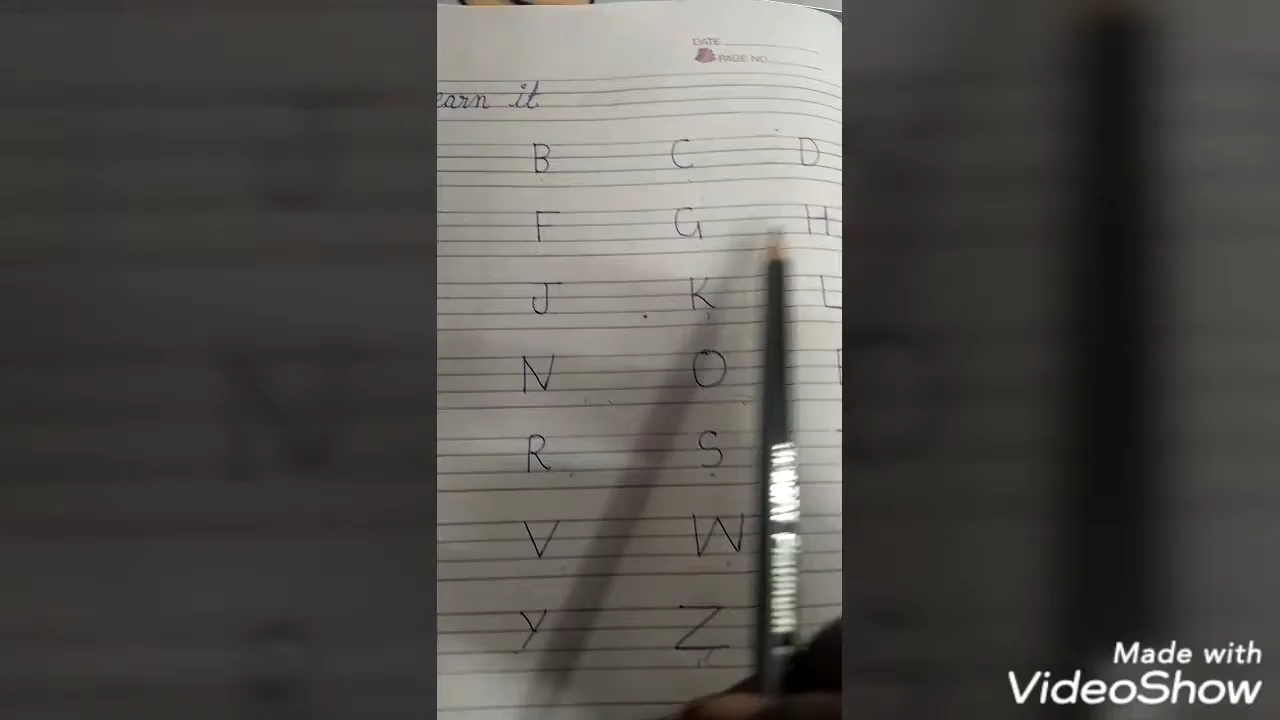 DATE
PAGE NO.
earn it
B C D
F G H
J K L
N O
R S
V W
Y Z
Made with
VideoShow